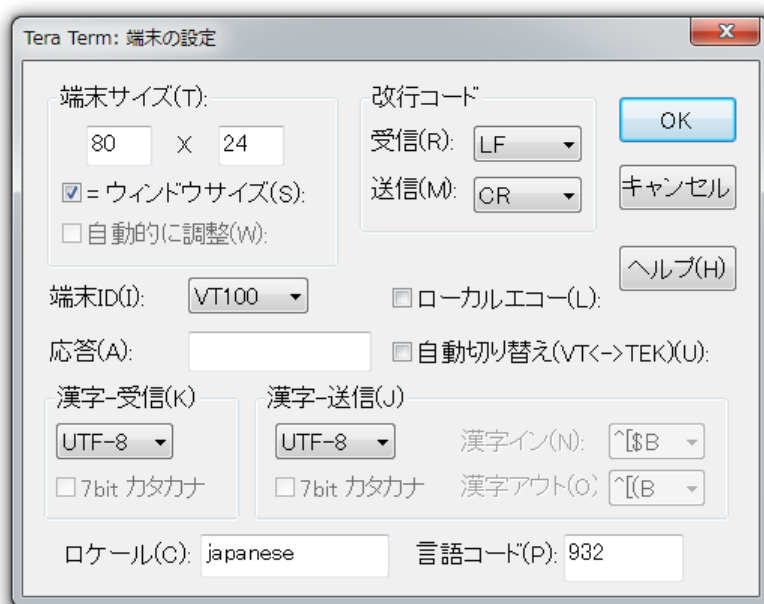 Tera Term: 端末の設定
端末サイズ(T):
80 X 24
= ウィンドウサイズ(S):
自動的に調整(W):
改行コード
受信(R): LF
送信(M): CR
OK
キャンセル
ヘルプ(H)
端末ID(I): VT100
ローカルエコー(L):
応答(A):
自動切り替え(VT<->TEK)(U):
漢字-受信(K)
UTF-8
7bit カタカナ
漢字-送信(J)
UTF-8
7bit カタカナ
漢字イン(N): ^[$B
漢字アウト(O) ^[(B
ロケール(C): japanese
言語コード(P): 932